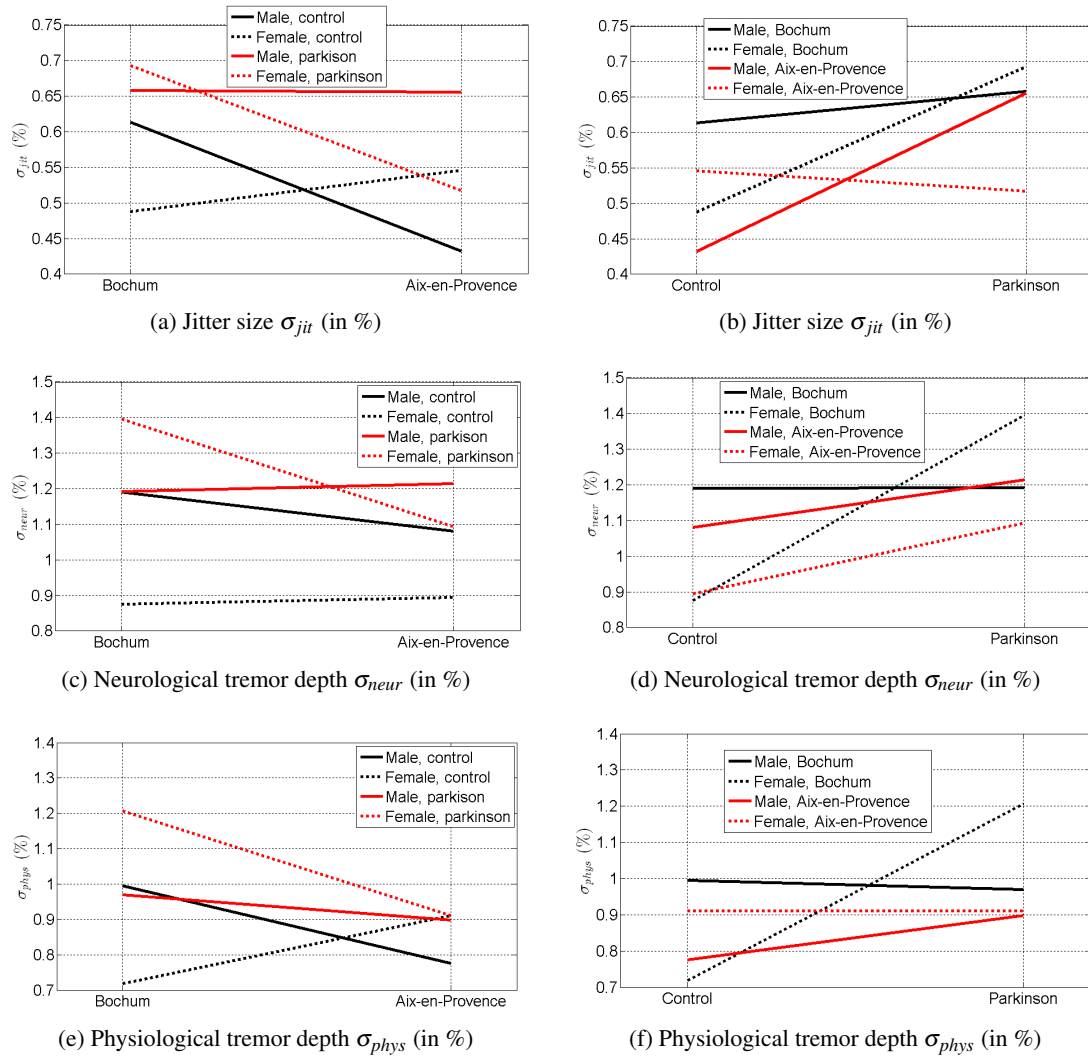 0.75
0.7
0.65
0.6
0.55
0.5
0.45
0.4
σjit (%)
Male, control
Female, control
Male, parkison
Female, parkinson
Bochum Aix-en-Provence
(a) Jitter size σjit (in %)
0.75
0.7
0.65
0.6
0.55
0.5
0.45
0.4
σjit (%)
Male, Bochum
Female, Bochum
Male, Aix-en-Provence
Female, Aix-en-Provence
Control Parkinson
(b) Jitter size σjit (in %)
1.5
1.4
1.3
1.2
1.1
1
0.9
0.8
σneur (%)
Male, control
Female, control
Male, parkison
Female, parkinson
Bochum Aix-en-Provence
(c) Neurological tremor depth σneur (in %)
1.5
1.4
1.3
1.2
1.1
1
0.9
0.8
σneur (%)
Male, Bochum
Female, Bochum
Male, Aix-en-Provence
Female, Aix-en-Provence
Control Parkinson
(d) Neurological tremor depth σneur (in %)
1.4
1.3
1.2
1.1
1
0.9
0.8
0.7
σphys (%)
Male, control
Female, control
Male, parkison
Female, parkinson
Bochum Aix-en-Provence
(e) Physiological tremor depth σphys (in %)
1.4
1.3
1.2
1.1
1
0.9
0.8
0.7
σphys (%)
Male, Bochum
Female, Bochum
Male, Aix-en-Provence
Female, Aix-en-Provence
Control Parkinson
(f) Physiological tremor depth σphys (in %)